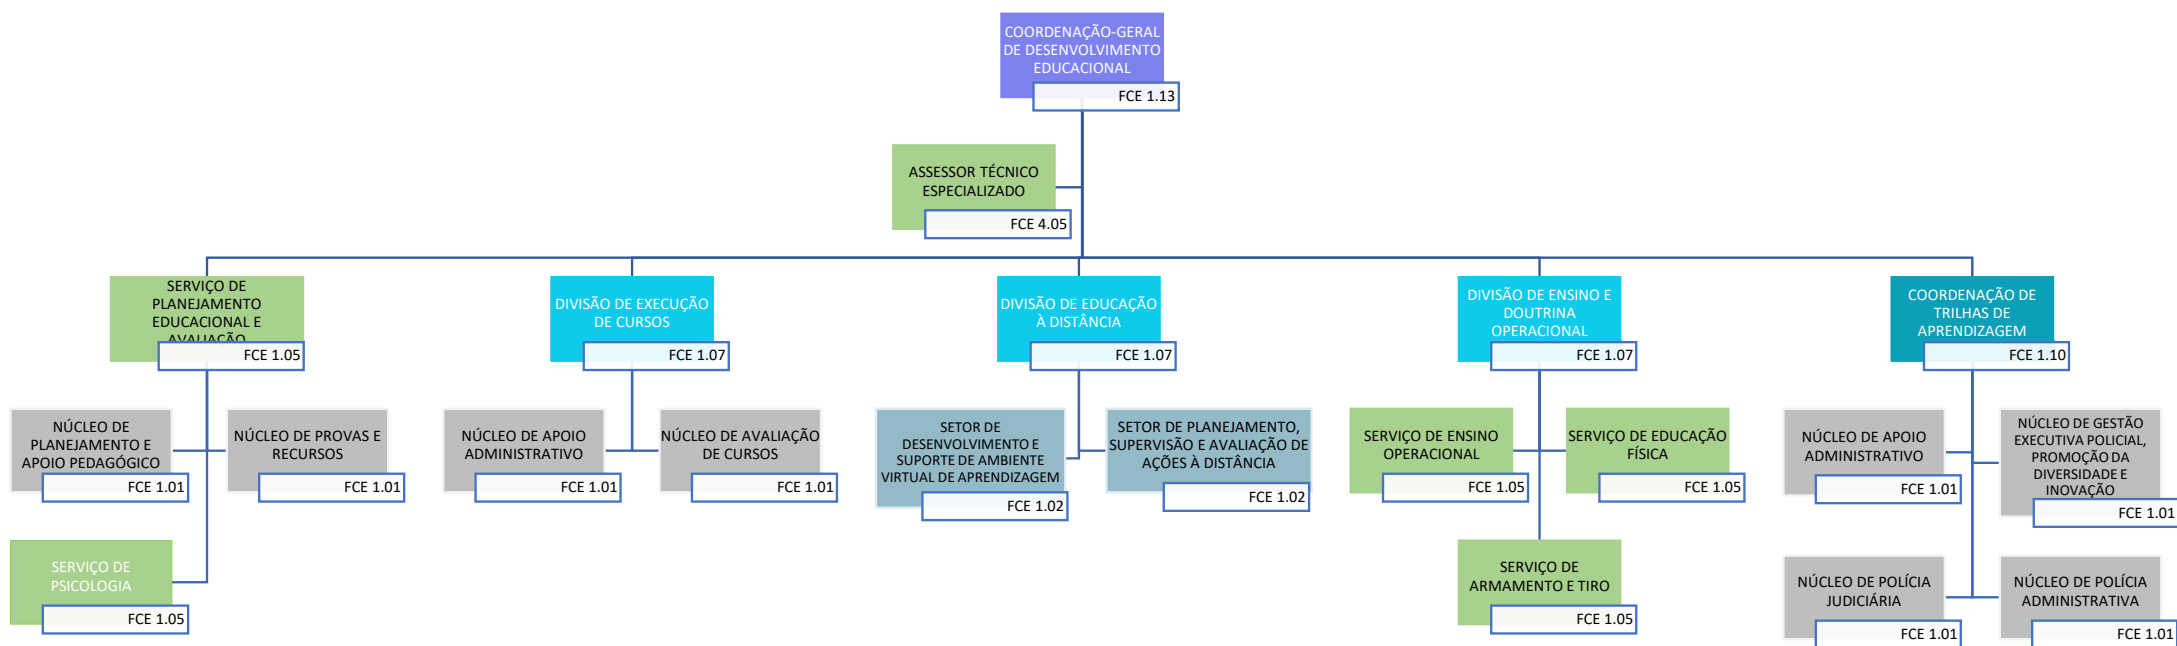 COORDENAÇÃO-GERAL
DE DESENVOLVIMENTO
EDUCACIONAL
FCE 1.13
ASSESSOR TÉCNICO
ESPECIALIZADO
FCE 4.05
SERVIÇO DE
PLANEJAMENTO
EDUCACIONAL E
AVALIAÇÃO
FCE 1.05
DIVISÃO DE EXECUÇÃO
DE CURSOS
FCE 1.07
DIVISÃO DE EDUCAÇÃO
À DISTÂNCIA
FCE 1.07
DIVISÃO DE ENSINO E
DOUTRINA
OPERACIONAL
FCE 1.07
COORDENAÇÃO DE
TRILHAS DE
APRENDIZAGEM
FCE 1.10
NÚCLEO DE
PLANEJAMENTO E
APOIO PEDAGÓGICO
FCE 1.01
NÚCLEO DE PROVAS E
RECURSOS
FCE 1.01
NÚCLEO DE APOIO
ADMINISTRATIVO
FCE 1.01
NÚCLEO DE AVALIAÇÃO
DE CURSOS
FCE 1.01
SETOR DE
DESENVOLVIMENTO E
SUPORTE DE AMBIENTE
VIRTUAL DE APRENDIZAGEM
FCE 1.02
SETOR DE PLANEJAMENTO,
SUPERVISÃO E AVALIAÇÃO DE
AÇÕES À DISTÂNCIA
FCE 1.02
SERVIÇO DE ENSINO
OPERACIONAL
FCE 1.05
SERVIÇO DE EDUCAÇÃO
FÍSICA
FCE 1.05
NÚCLEO DE APOIO
ADMINISTRATIVO
FCE 1.01
NÚCLEO DE GESTÃO
EXECUTIVA POLICIAL,
PROMOÇÃO DA
DIVERSIDADE E
INOVAÇÃO
FCE 1.01
SERVIÇO DE
PSICOLOGIA
FCE 1.05
SERVIÇO DE
ARMAMENTO E TIRO
FCE 1.05
NÚCLEO DE POLÍCIA
JUDICIÁRIA
FCE 1.01
NÚCLEO DE POLÍCIA
ADMINISTRATIVA
FCE 1.01